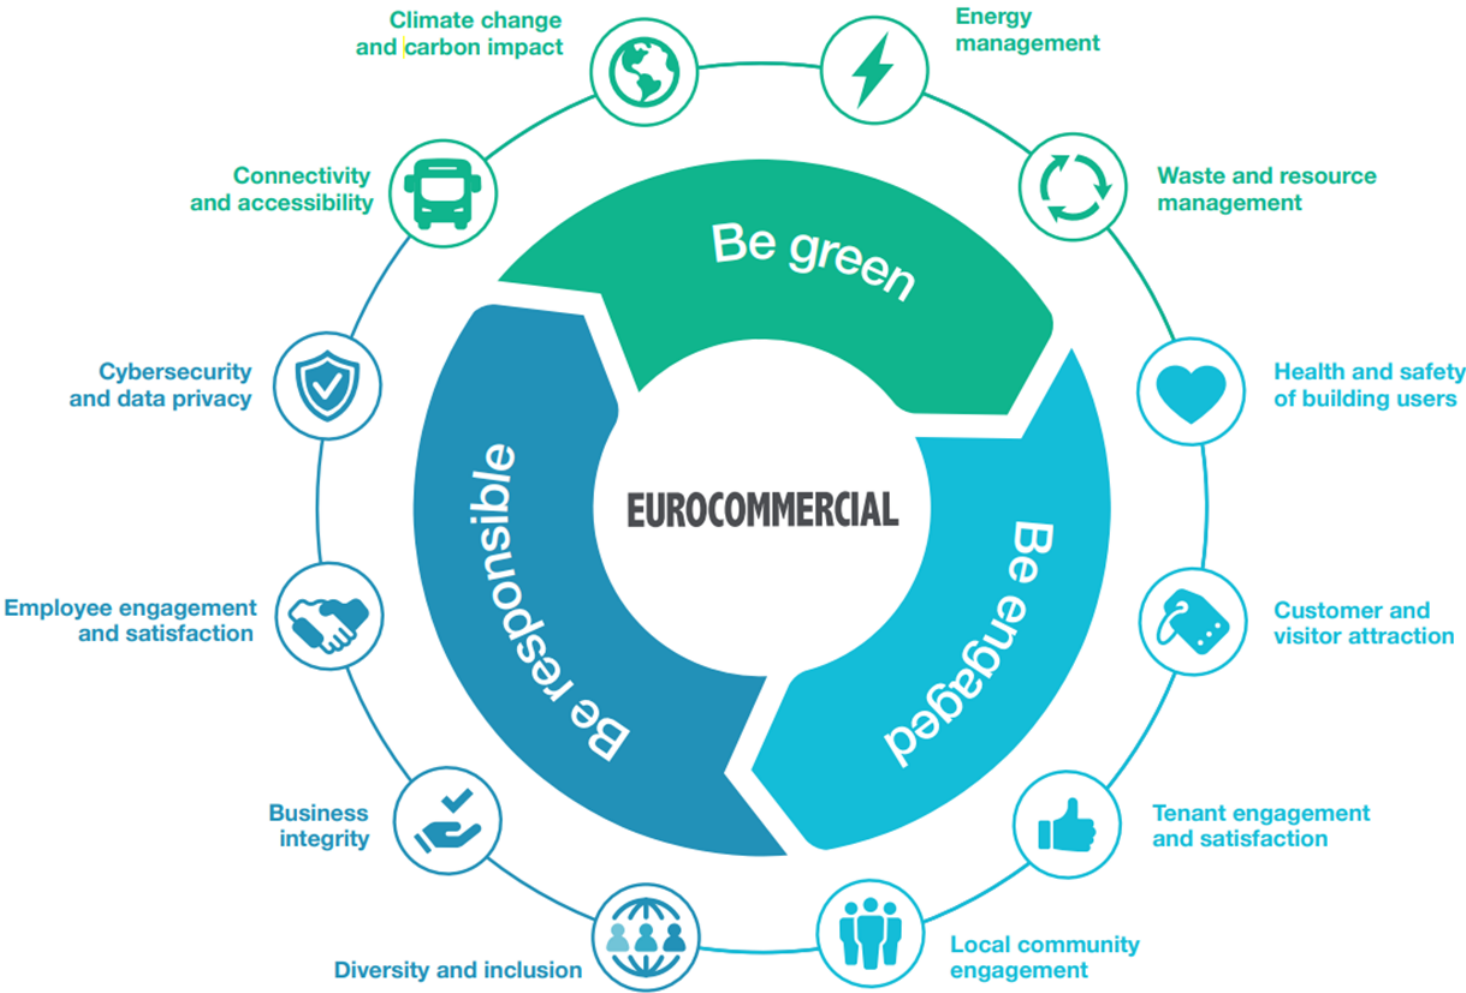 Climate change
and carbon impact
Energy
management
Connectivity
and accessibility
Waste and resource
management
Be green
Cybersecurity
and data privacy
Health and safety
of building users
Be responsible
EUROCOMMERCIAL
Be engaged
Employee engagement
and satisfaction
Customer and
visitor attraction
Business
integrity
Tenant engagement
and satisfaction
Diversity and inclusion
Local community
engagement